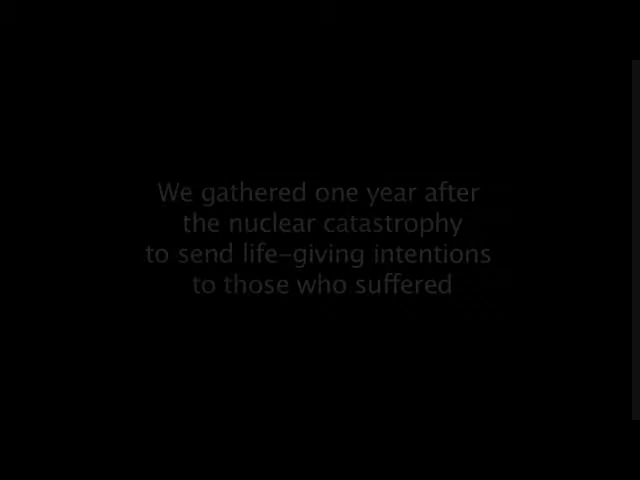 We gathered one year after
the nuclear catastrophy
to send life-giving intentions
to those who suffered